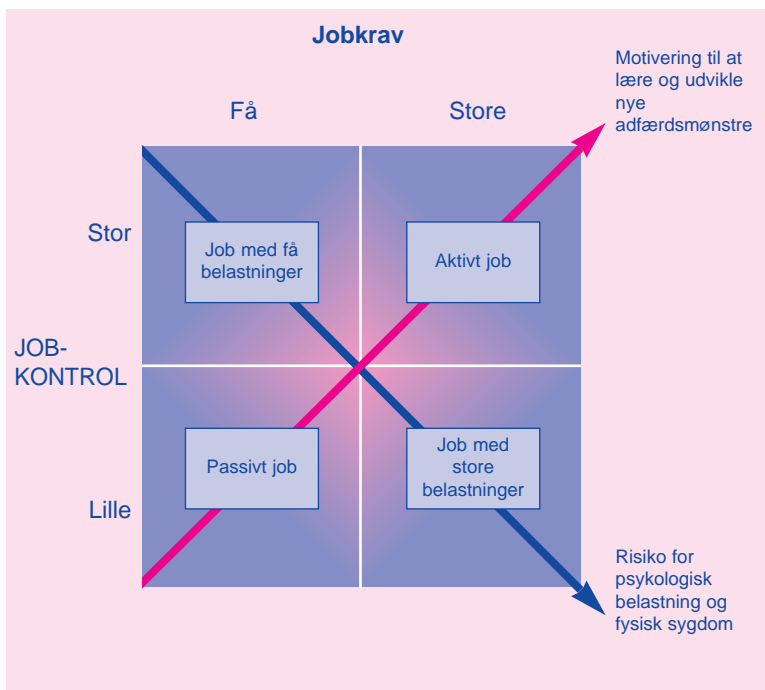 Jobkrav
Motivering til at
lære og udvikle
nye
adfærdsmønstre
Få
Store
Stor
Job med få
belastninger
Aktivt job
JOB-
KONTROL
Passivt job
Job med
store
belastninger
Lille
Risiko for
psykologisk
belastning og
fysisk sygdom